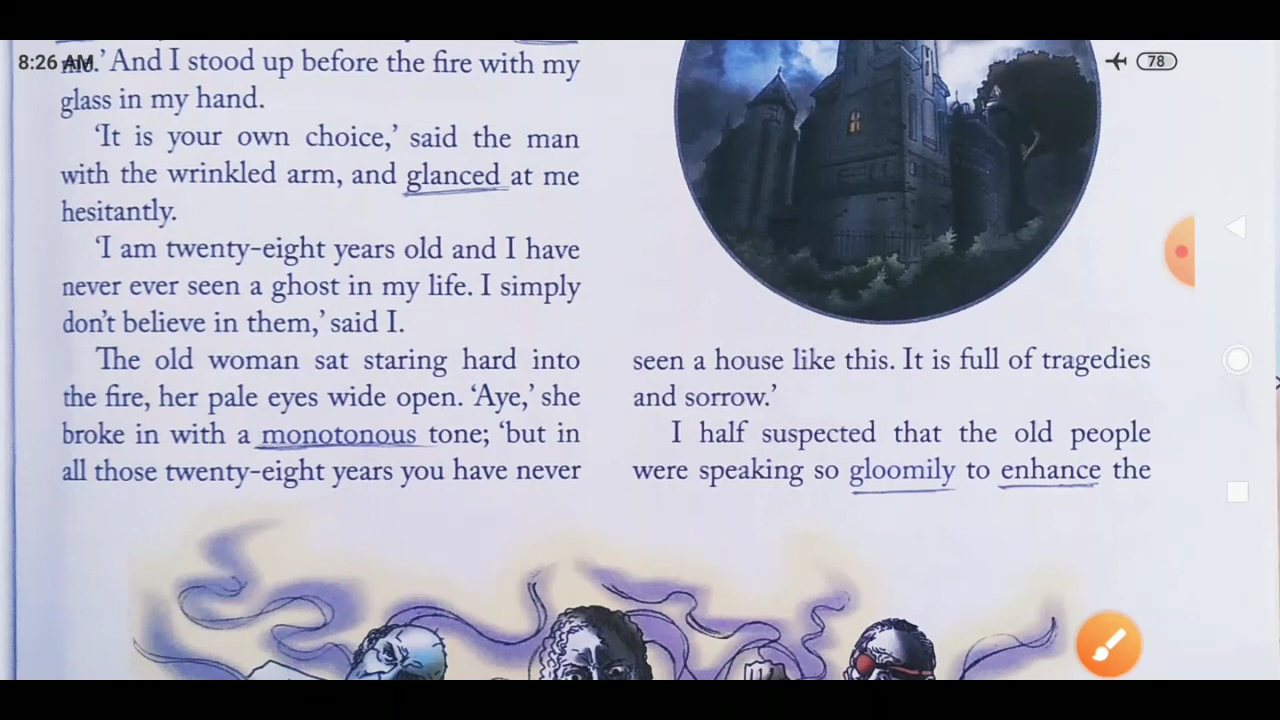 8:26 AM
78
me.’ And I stood up before the fire with my
glass in my hand.
‘It is your own choice,’ said the man
with the wrinkled arm, and glanced at me
hesitantly.
‘I am twenty-eight years old and I have
never ever seen a ghost in my life. I simply
don’t believe in them,’ said I.
The old woman sat staring hard into
the fire, her pale eyes wide open. ‘Aye,’ she
broke in with a monotonous tone; ‘but in
all those twenty-eight years you have never
seen a house like this. It is full of tragedies
and sorrow.’
I half suspected that the old people
were speaking so gloomily to enhance the